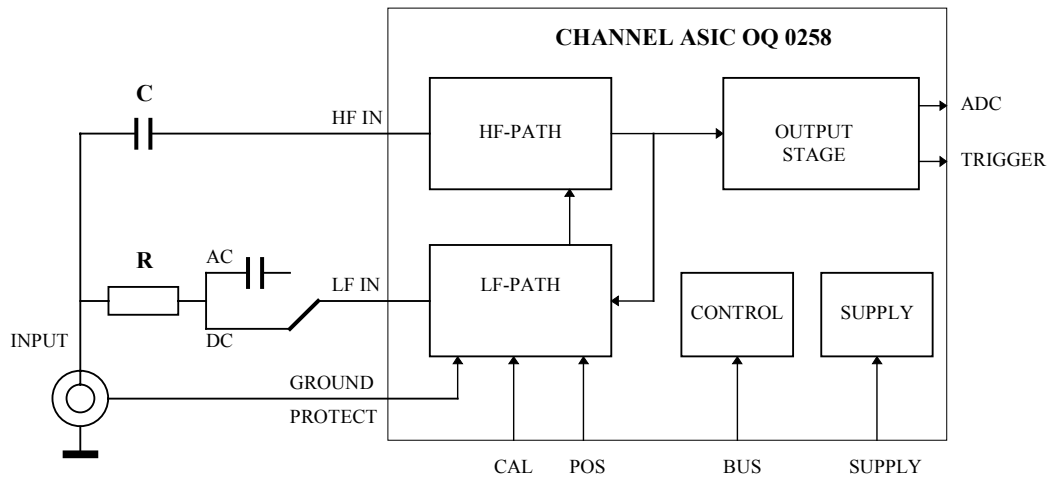 CHANNEL ASIC OQ 0258
C
HF IN
HF-PATH
OUTPUT
STAGE
ADC
TRIGGER
R
AC
DC
LF IN
LF-PATH
CONTROL
SUPPLY
INPUT
GROUND
PROTECT
CAL
POS
BUS
SUPPLY